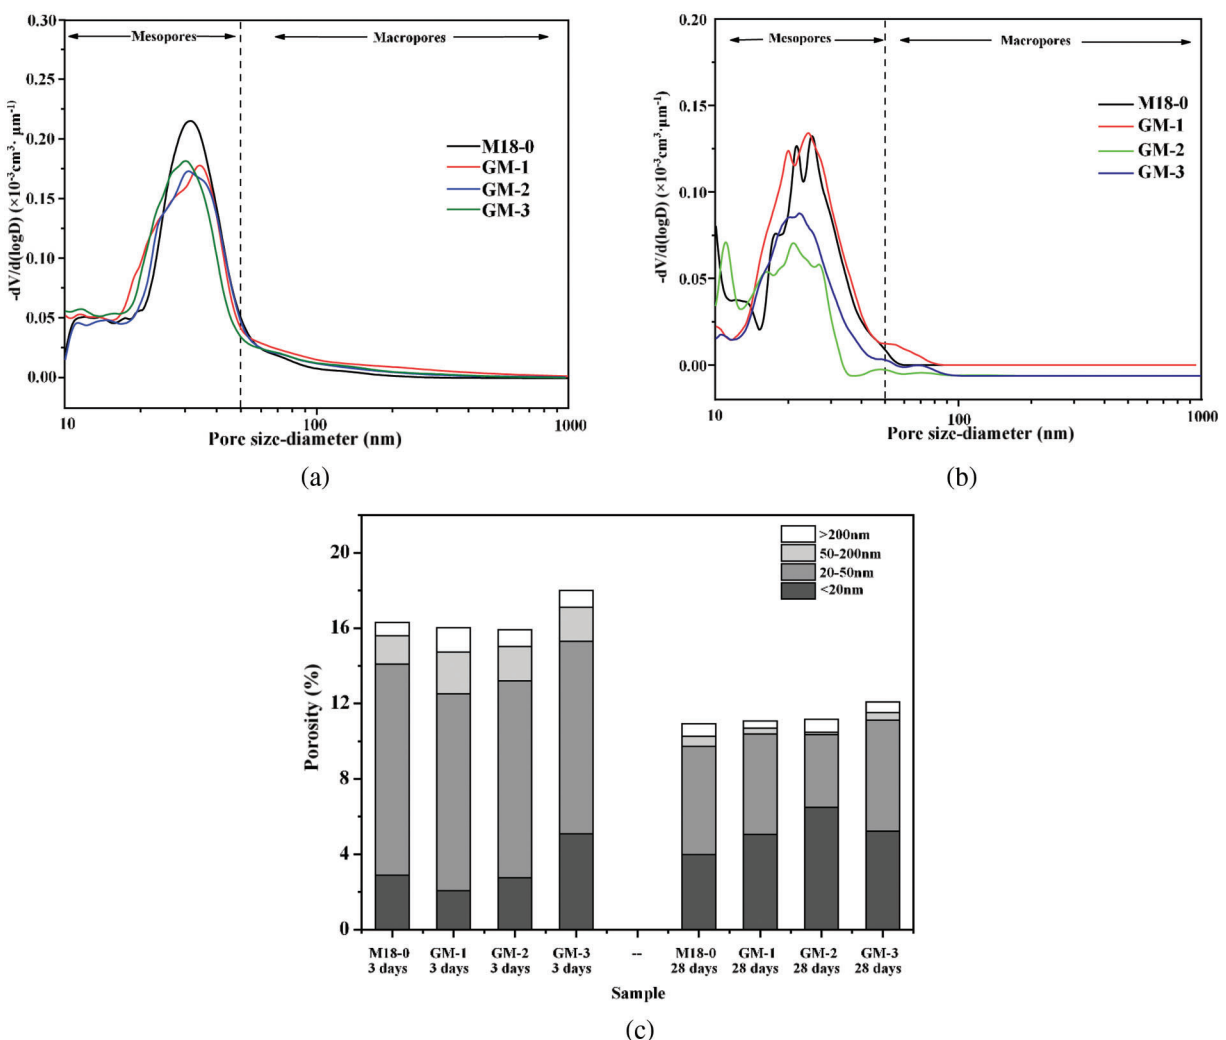 0.30
0.25
0.20
0.15
0.10
0.05
0.00
-dV/d(logD) (×10⁻³cm³·μm⁻¹)
Mesopores
Macropores
M18-0
GM-1
GM-2
GM-3
10
100
1000
Pore size-diameter (nm)
(a)
0.20
0.15
0.10
0.05
0.00
-dV/d(logD) (×10⁻³cm³·μm⁻¹)
Mesopores
Macropores
M18-0
GM-1
GM-2
GM-3
10
100
1000
Pore size-diameter (nm)
(b)
20
16
12
8
4
0
Porosity (%)
>200nm
50-200nm
20-50nm
<20nm
M18-0 GM-1 GM-2 GM-3 -- M18-0 GM-1 GM-2 GM-3
3 days 3 days 3 days 3 days 28 days 28 days 28 days 28 days
Sample
(c)